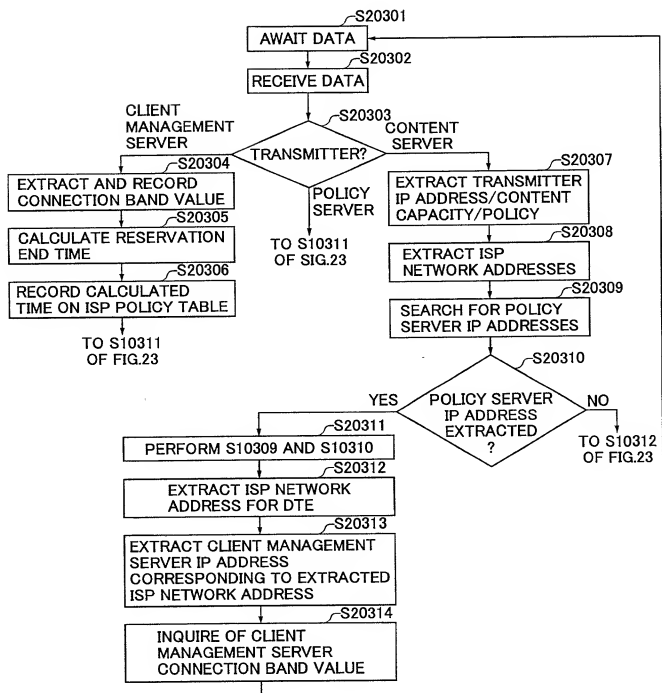 S20301
AWAIT DATA
S20302
RECEIVE DATA
S20303
TRANSMITTER?
CLIENT
MANAGEMENT
SERVER
CONTENT
SERVER
POLICY
SERVER
TO S10311
OF SIG.23
S20304
EXTRACT AND RECORD
CONNECTION BAND VALUE
S20305
CALCULATE RESERVATION
END TIME
S20306
RECORD CALCULATED
TIME ON ISP POLICY TABLE
TO S10311
OF FIG.23
S20307
EXTRACT TRANSMITTER
IP ADDRESS/CONTENT
CAPACITY/POLICY
S20308
EXTRACT ISP
NETWORK ADDRESSES
S20309
SEARCH FOR POLICY
SERVER IP ADDRESSES
S20310
POLICY SERVER
IP ADDRESS
EXTRACTED
?
YES
NO
TO S10312
OF FIG.23
S20311
PERFORM S10309 AND S10310
S20312
EXTRACT ISP NETWORK
ADDRESS FOR DTE
S20313
EXTRACT CLIENT MANAGEMENT
SERVER IP ADDRESS
CORRESPONDING TO EXTRACTED
ISP NETWORK ADDRESS
S20314
INQUIRE OF CLIENT
MANAGEMENT SERVER
CONNECTION BAND VALUE